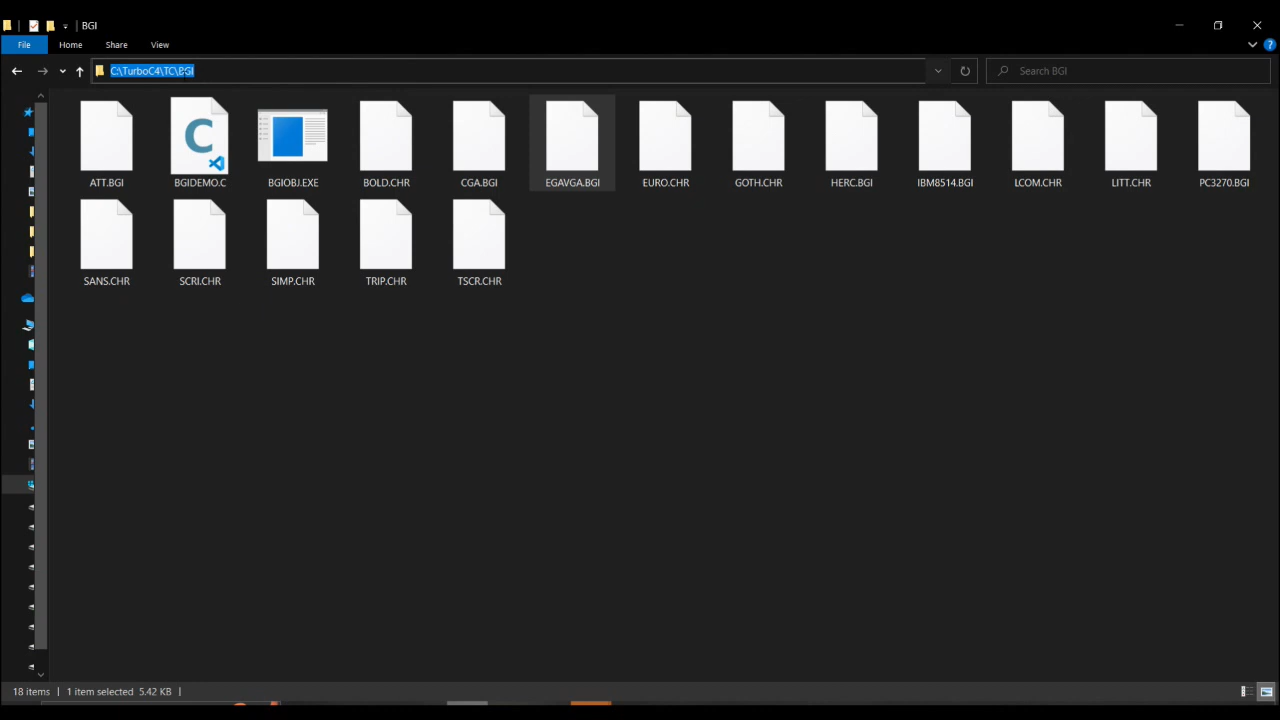 BGI
File Home Share View
C:\TurboC4\TC\BGI
Search BGI
ATT.BGI BGIDEMO.C BGIOBJ.EXE BOLD.CHR CGA.BGI EGAVGA.BGI EURO.CHR GOTH.CHR HERC.BGI IBM8514.BGI LCOM.CHR LITT.CHR PC3270.BGI
SANS.CHR SCRI.CHR SIMP.CHR TRIP.CHR TSCR.CHR
18 items 1 item selected 5.42 KB